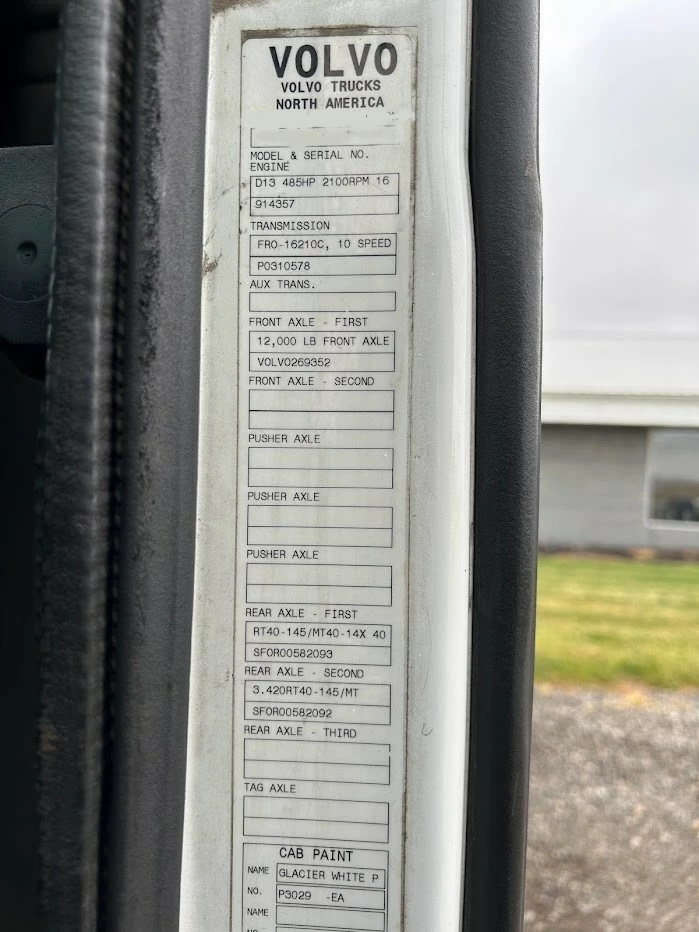 VOLVO
VOLVO TRUCKS
NORTH AMERICA
MODEL & SERIAL NO.
ENGINE
D13 485HP 2100RPM 16
914357
TRANSMISSION
FRO-16210C, 10 SPEED
P0310578
AUX TRANS.
FRONT AXLE - FIRST
12,000 LB FRONT AXLE
VOLVO269352
FRONT AXLE - SECOND
PUSHER AXLE
PUSHER AXLE
PUSHER AXLE
REAR AXLE - FIRST
RT40-145/MT40-14X 40
SFOR00582093
REAR AXLE - SECOND
3.420RT40-145/MT
SFOR00582092
REAR AXLE - THIRD
TAG AXLE
CAB PAINT
NAME GLACIER WHITE P
NO. P3029 -EA
NAME